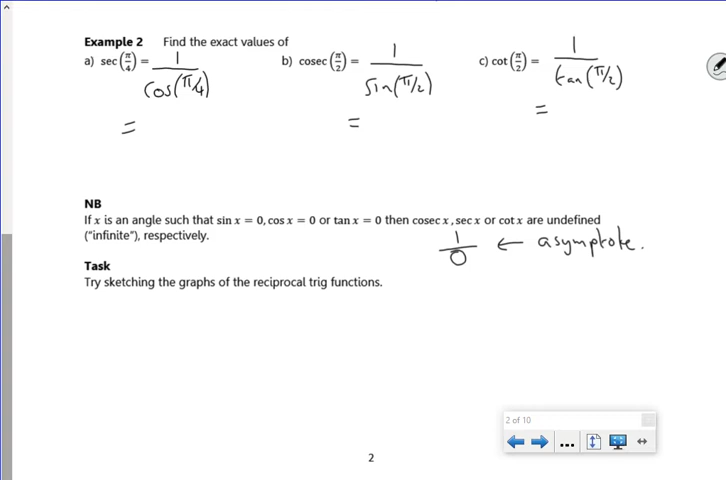 Example 2 Find the exact values of
a) sec(π/4) = 1/cos(π/4) b) cosec(π/2) = 1/sin(π/2) c) cot(π/2) = 1/tan(π/2)
= = =
NB
If x is an angle such that sin x = 0, cos x = 0 or tan x = 0 then cosec x, sec x or cot x are undefined
("infinite"), respectively.
1/0 ← asymptote.
Task
Try sketching the graphs of the reciprocal trig functions.
2 of 10
2